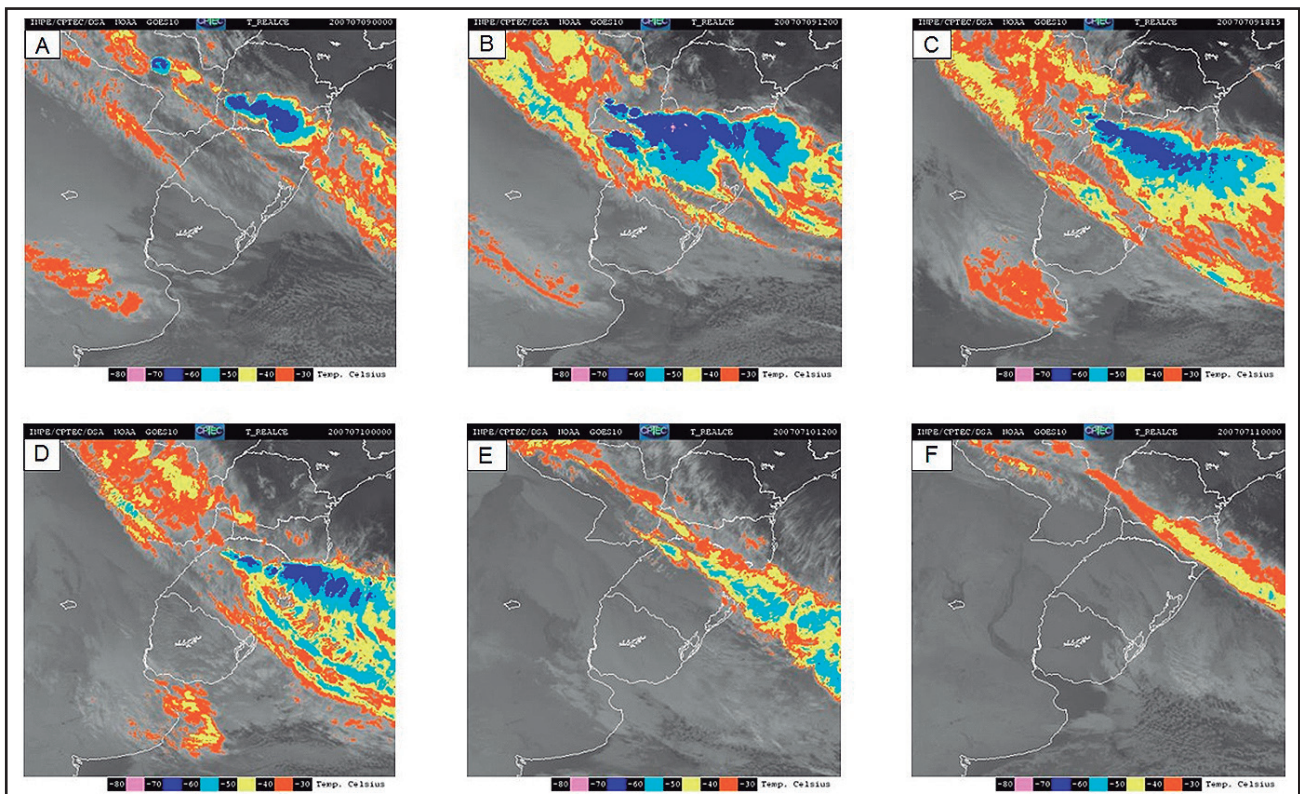 INPE/CPTEC/DSA NOAA GOES10 CPTEC T_REALCE 200707090000
A
-80 -70 -60 -50 -40 -30 Temp. Celsius
INPE/CPTEC/DSA NOAA GOES10 CPTEC T_REALCE 200707091200
B
-80 -70 -60 -50 -40 -30 Temp. Celsius
INPE/CPTEC/DSA NOAA GOES10 CPTEC T_REALCE 200707091815
C
-80 -70 -60 -50 -40 -30 Temp. Celsius
INPE/CPTEC/DSA NOAA GOES10 CPTEC T_REALCE 200707100000
D
-80 -70 -60 -50 -40 -30 Temp. Celsius
INPE/CPTEC/DSA NOAA GOES10 CPTEC T_REALCE 200707101200
E
-80 -70 -60 -50 -40 -30 Temp. Celsius
INPE/CPTEC/DSA NOAA GOES10 CPTEC T_REALCE 200707110000
F
-80 -70 -60 -50 -40 -30 Temp. Celsius